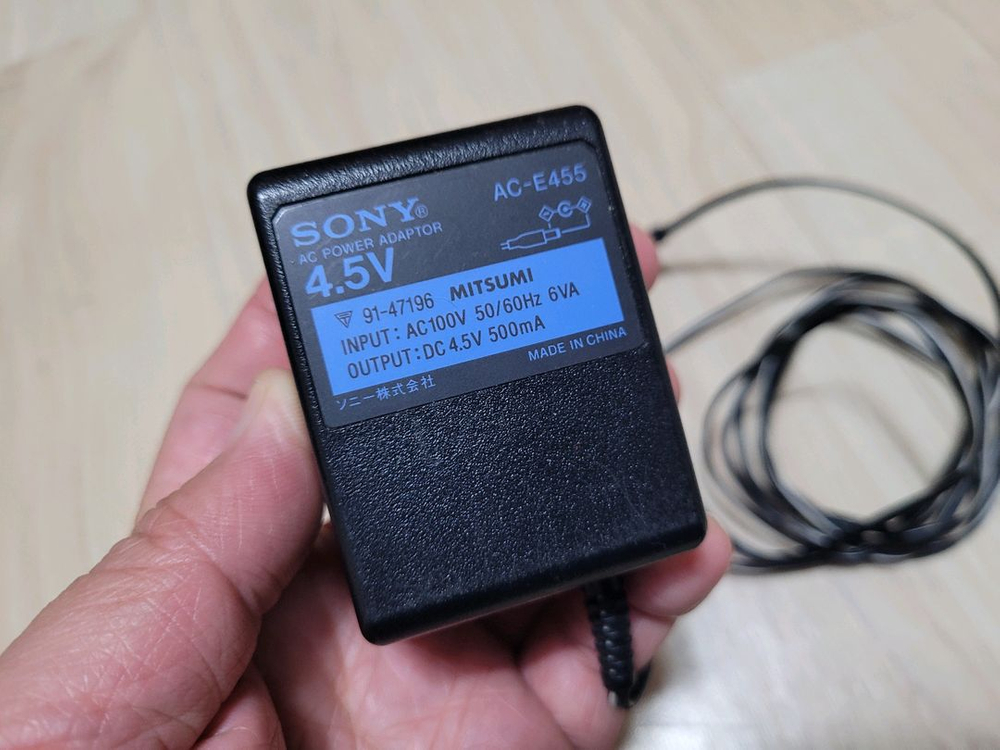 SONY®
AC-E455
AC POWER ADAPTOR
4.5V
91-47196 MITSUMI
INPUT: AC100V 50/60Hz 6VA
OUTPUT: DC 4.5V 500mA
ソニー株式会社
MADE IN CHINA